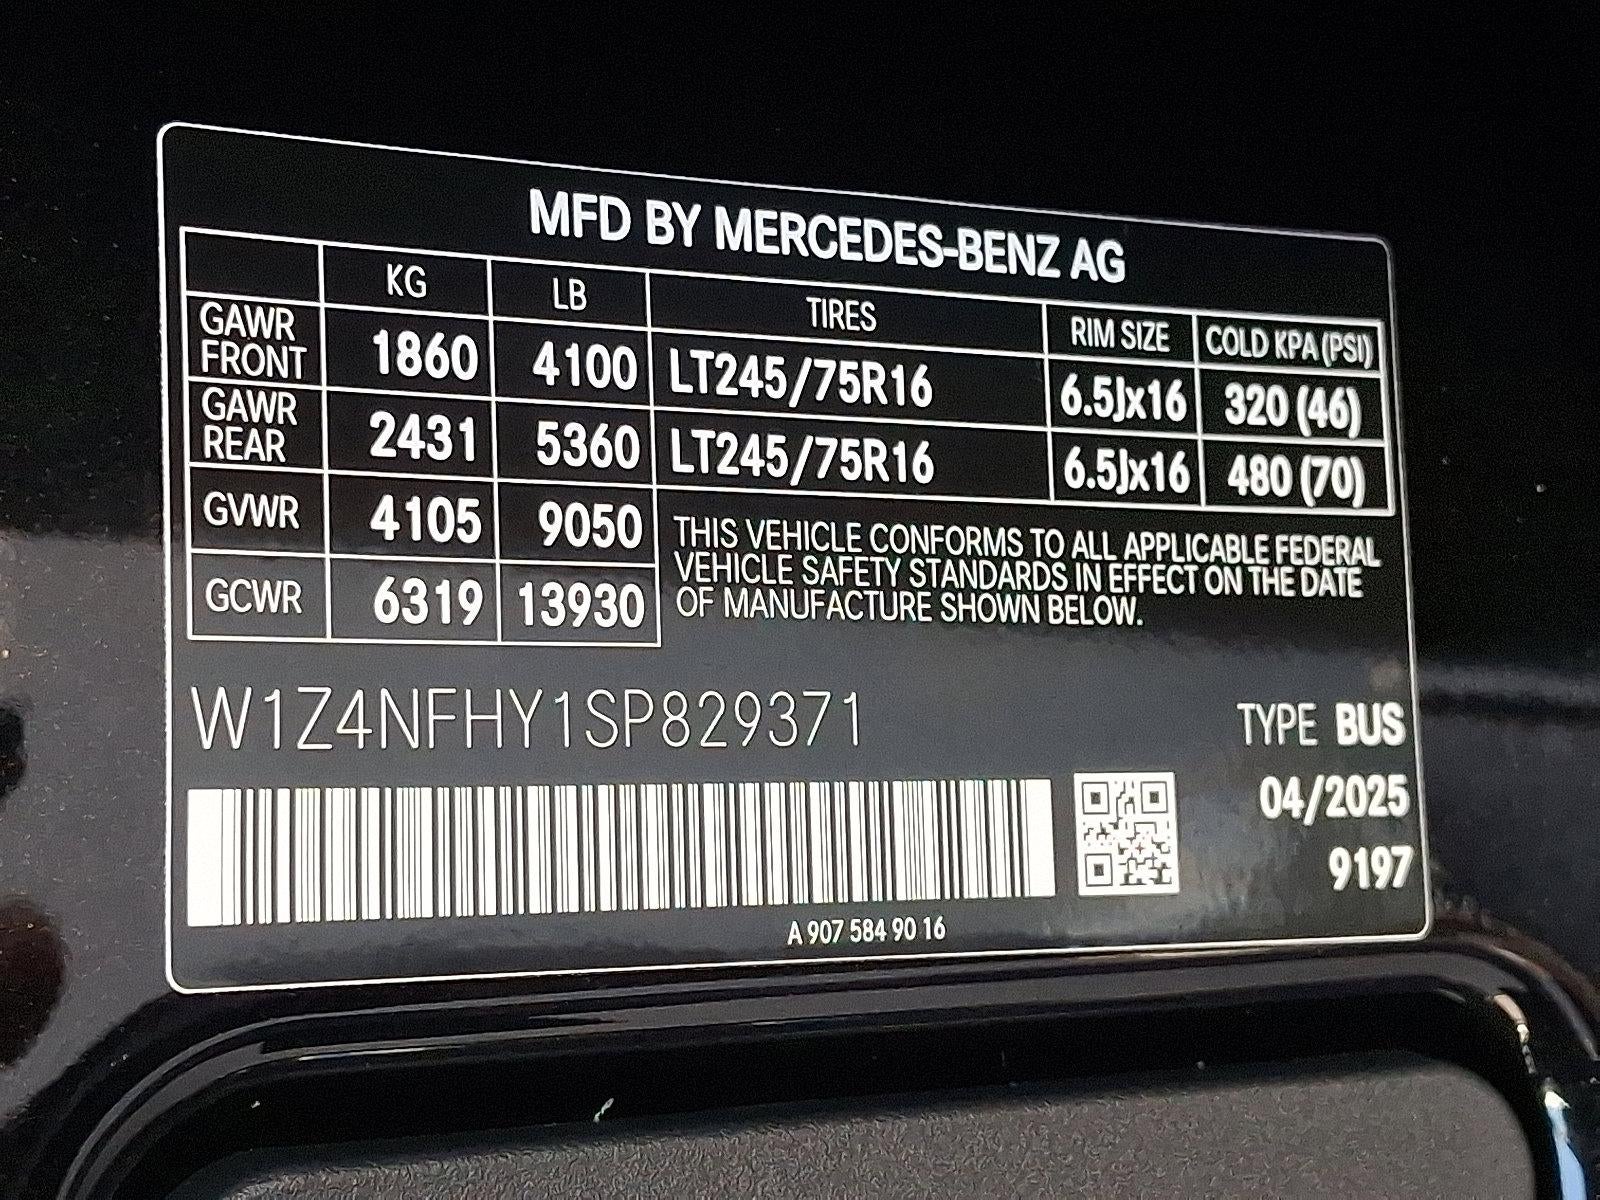 MFD BY MERCEDES-BENZ AG
KG LB TIRES RIM SIZE COLD KPA (PSI)
GAWR FRONT 1860 4100 LT245/75R16 6.5Jx16 320 (46)
GAWR REAR 2431 5360 LT245/75R16 6.5Jx16 480 (70)
GVWR 4105 9050
GCWR 6319 13930
THIS VEHICLE CONFORMS TO ALL APPLICABLE FEDERAL
VEHICLE SAFETY STANDARDS IN EFFECT ON THE DATE
OF MANUFACTURE SHOWN BELOW.
W1Z4NFHY1SP829371
TYPE BUS
04/2025
9197
A 907 584 90 16